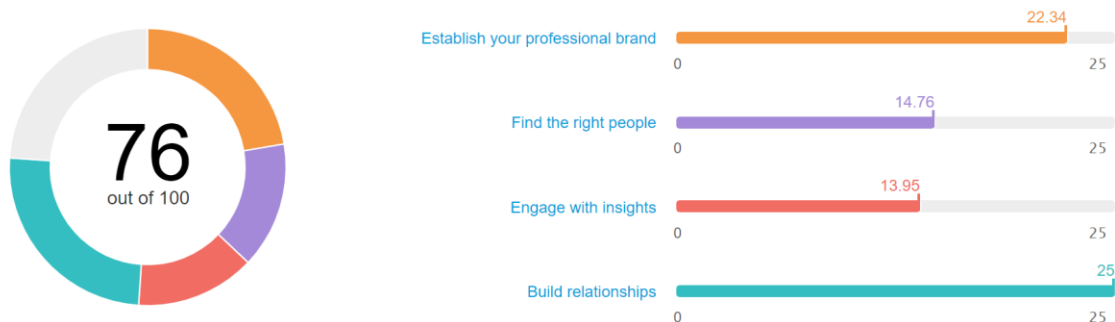 76
out of 100
22.34
Establish your professional brand
0 25
14.76
Find the right people
0 25
13.95
Engage with insights
0 25
25
Build relationships
0 25